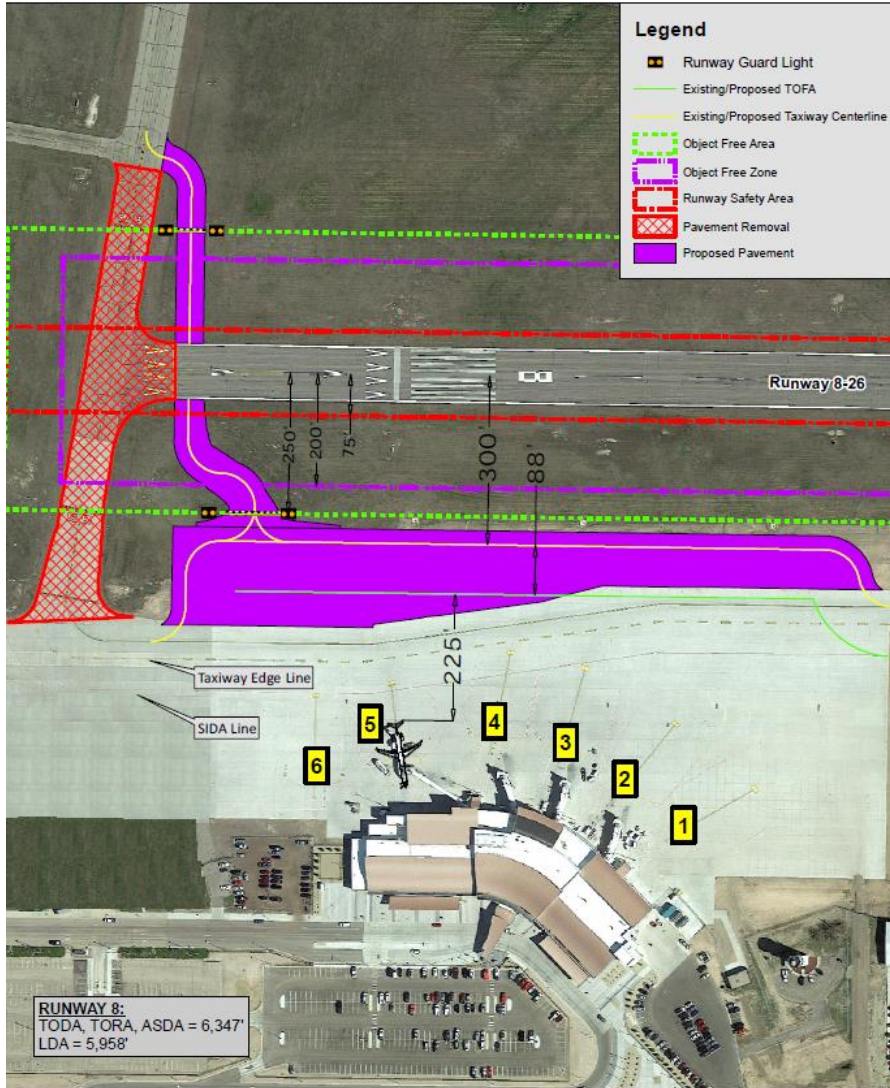 Legend
Runway Guard Light
Existing/Proposed TOFA
Existing/Proposed Taxiway Centerline
Object Free Area
Object Free Zone
Runway Safety Area
Pavement Removal
Proposed Pavement
Runway 8-26
250'
200'
75'
300'
88'
225'
Taxiway Edge Line
SIDA Line
5
4
3
6
2
1
RUNWAY 8:
TODA, TORA, ASDA = 6,347'
LDA = 5,958'